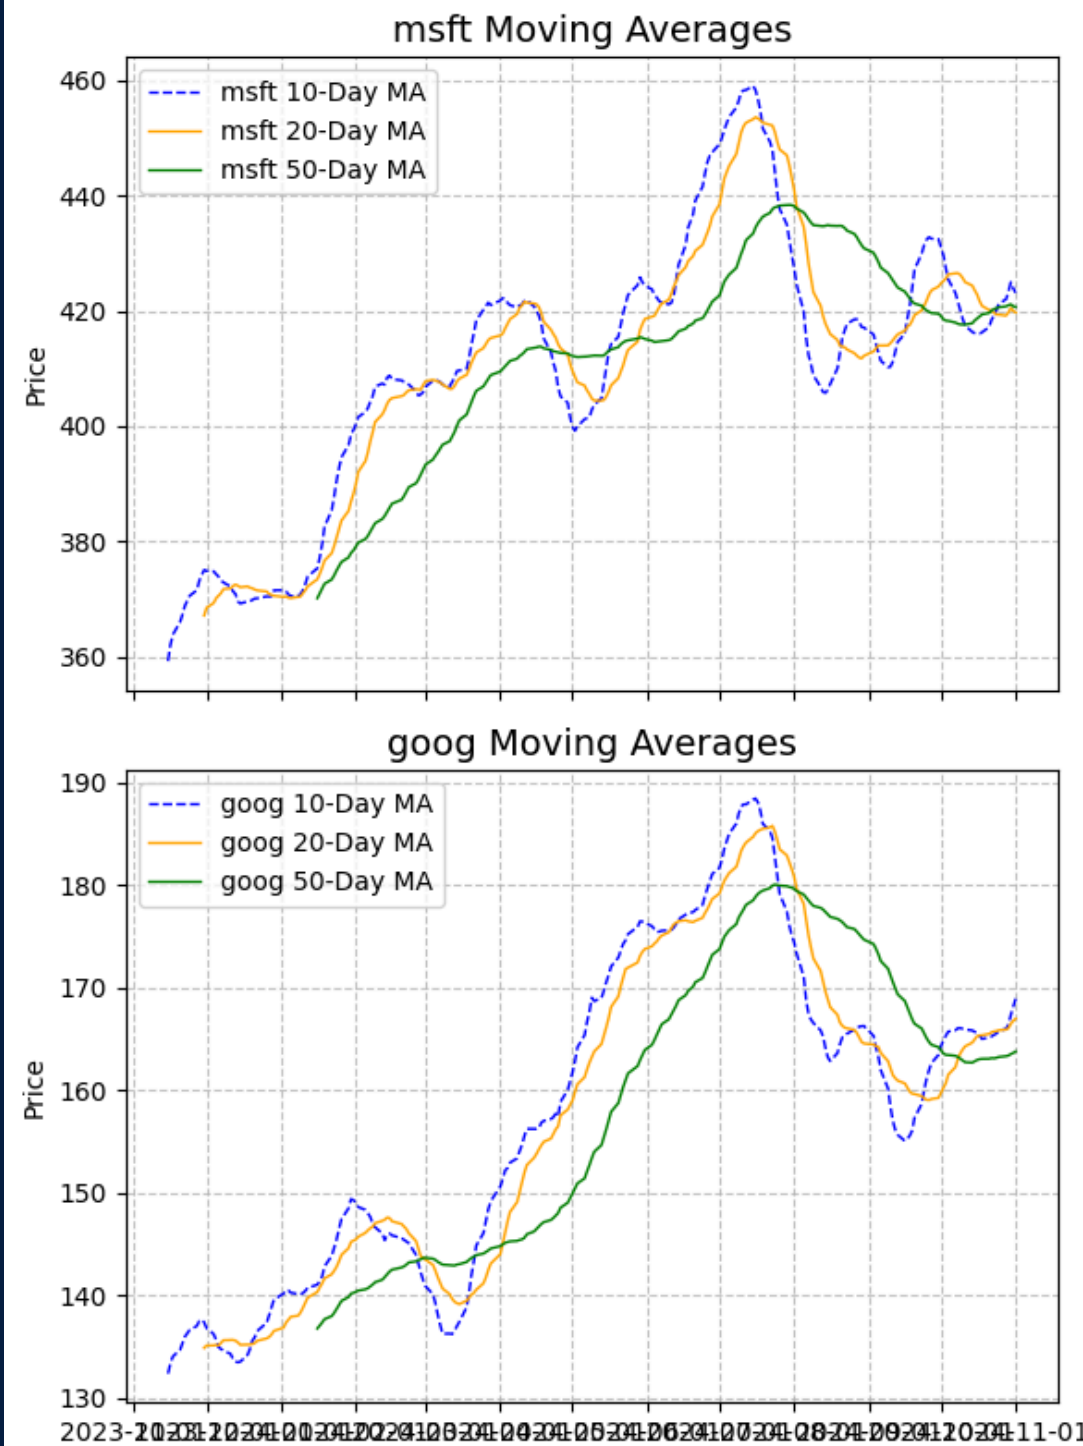 msft Moving Averages
msft 10-Day MA
msft 20-Day MA
msft 50-Day MA
460
440
420
400
380
360
Price
goog Moving Averages
goog 10-Day MA
goog 20-Day MA
goog 50-Day MA
190
180
170
160
150
140
130
Price